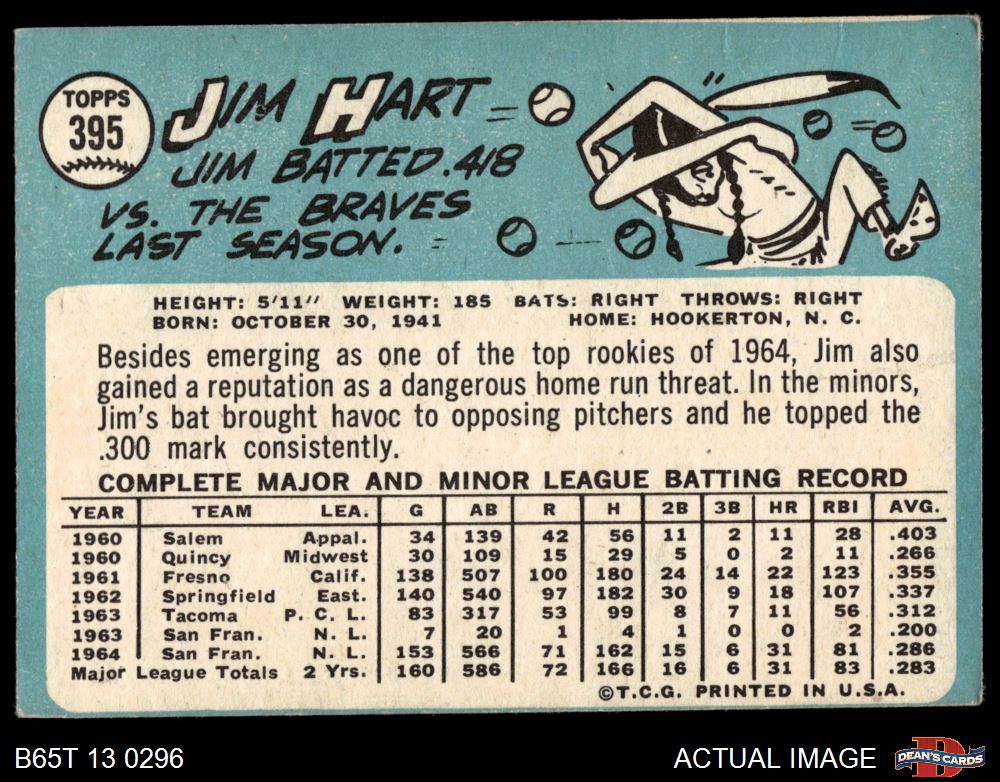 TOPPS
395
JIM HART
JIM BATTED .418
VS. THE BRAVES
LAST SEASON.
HEIGHT: 5'11" WEIGHT: 185 BATS: RIGHT THROWS: RIGHT
BORN: OCTOBER 30, 1941 HOME: HOOKERTON, N. C.
Besides emerging as one of the top rookies of 1964, Jim also
gained a reputation as a dangerous home run threat. In the minors,
Jim's bat brought havoc to opposing pitchers and he topped the
.300 mark consistently.
COMPLETE MAJOR AND MINOR LEAGUE BATTING RECORD
YEAR TEAM LEA. G AB R H 2B 3B HR RBI AVG.
1960 Salem Appal. 34 139 42 56 11 2 11 28 .403
1960 Quincy Midwest 30 109 15 29 5 0 2 11 .266
1961 Fresno Calif. 138 507 100 180 24 14 22 123 .355
1962 Springfield East. 140 540 97 182 30 9 18 107 .337
1963 Tacoma P. C. L. 83 317 53 99 8 7 11 56 .312
1963 San Fran. N. L. 7 20 1 4 1 0 0 2 .200
1964 San Fran. N. L. 153 566 71 162 15 6 31 81 .286
Major League Totals 2 Yrs. 160 586 72 166 16 6 31 83 .283
©T.C.G. PRINTED IN U.S.A.
B65T 13 0296 ACTUAL IMAGE
D
DEAN'S CARDS